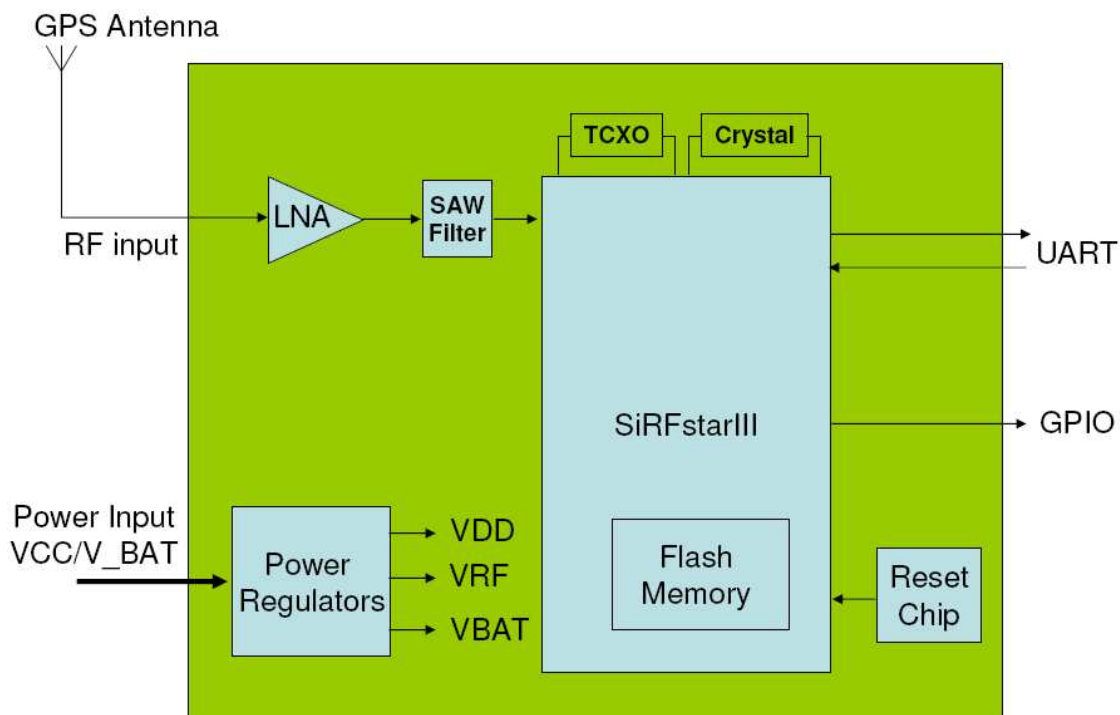 GPS Antenna
TCXO
Crystal
LNA
SAW
Filter
RF input
UART
SiRFstarIII
GPIO
Power Input
VCC/V_BAT
Power
Regulators
VDD
VRF
VBAT
Flash
Memory
Reset
Chip